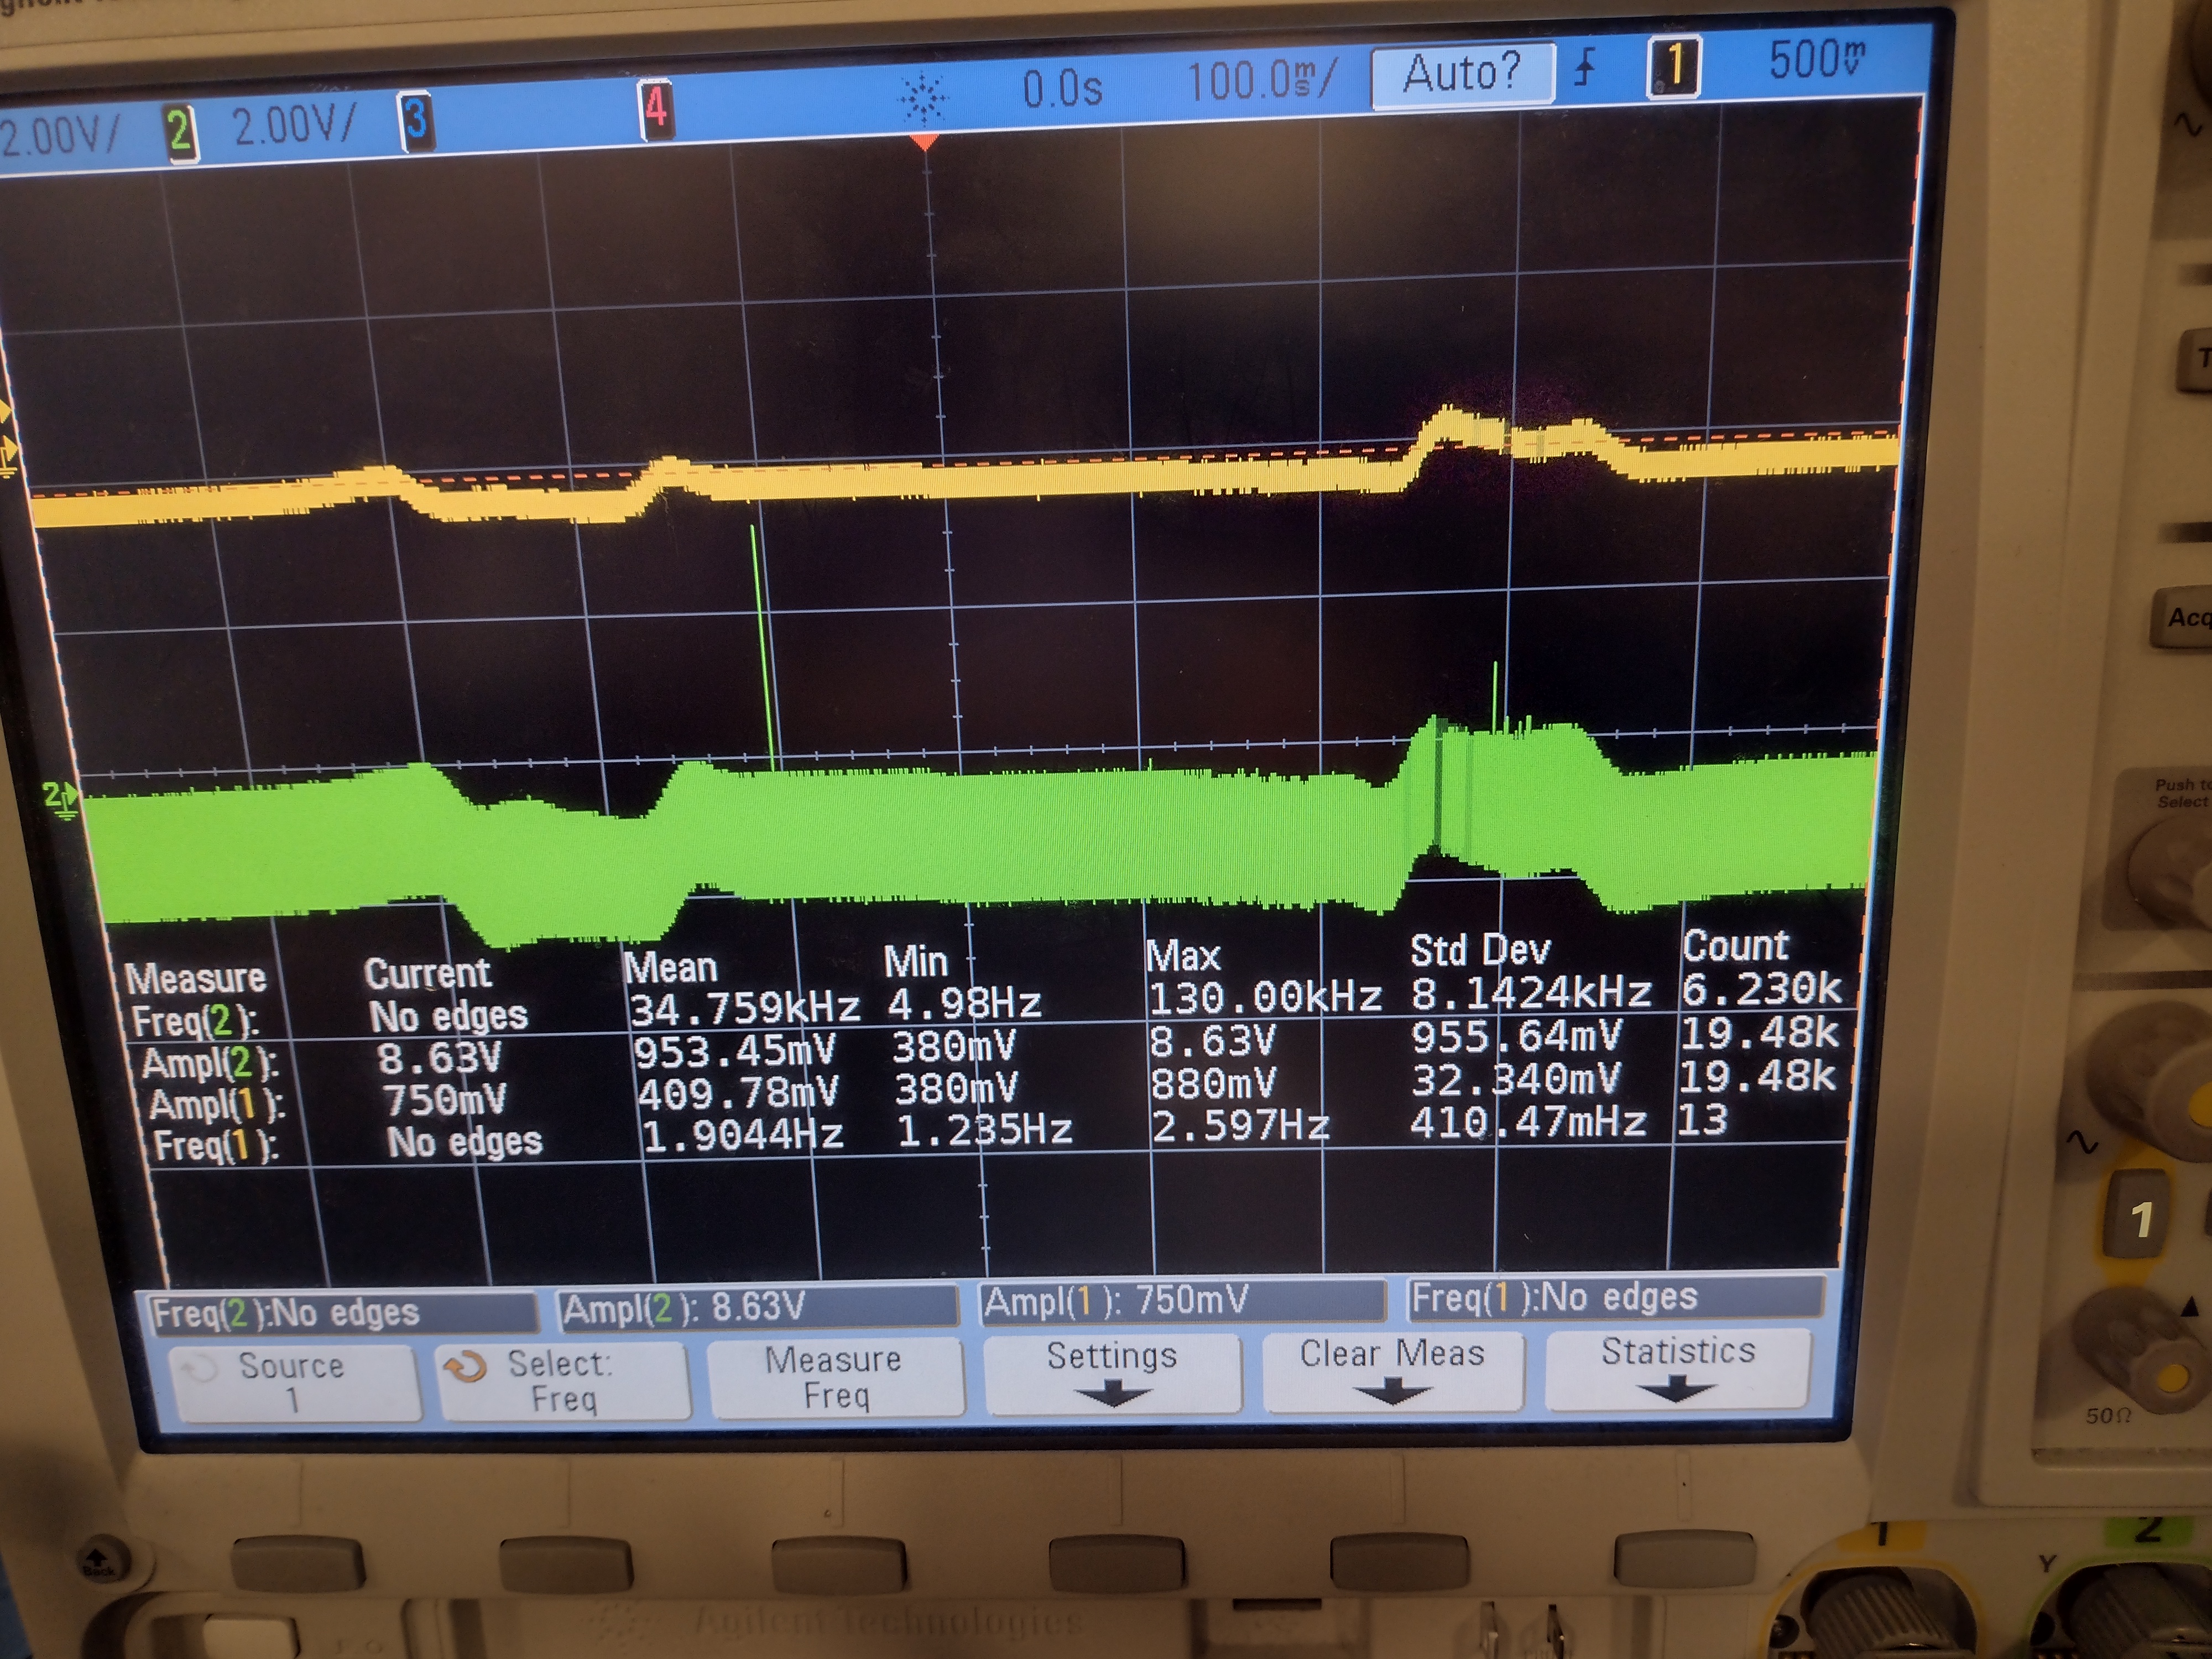 2.00V/ 2 2.00V/ 3 4 0.0s 100.0ms/ Auto? 1 500mV
2
Measure Current Mean Min Max Std Dev Count
Freq(2): No edges 34.759kHz 4.98Hz 130.00kHz 8.1424kHz 6.230k
Ampl(2): 8.63V 953.45mV 380mV 8.63V 955.64mV 19.48k
Ampl(1): 750mV 409.78mV 380mV 880mV 32.340mV 19.48k
Freq(1): No edges 1.9044Hz 1.235Hz 2.597Hz 410.47mHz 13
Freq(2):No edges Ampl(2): 8.63V Ampl(1): 750mV Freq(1):No edges
Source Select: Measure Settings Clear Meas Statistics
1 Freq Freq
Push to
Select
1
50Ω
Back
1 2
Y
Agilent Technologies